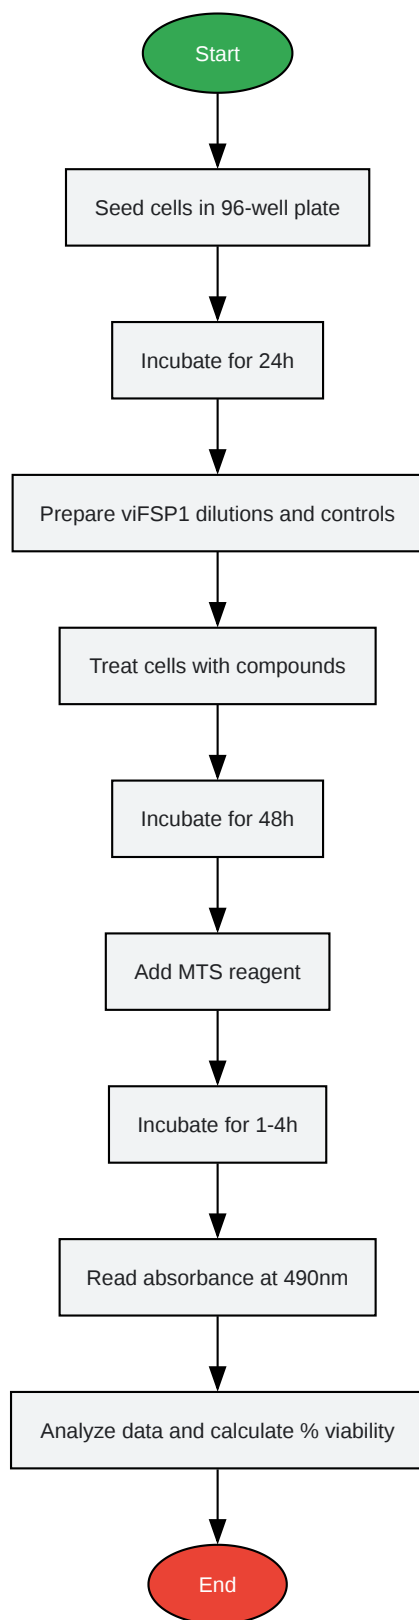 Start
Seed cells in 96-well plate
Incubate for 24h
Prepare viFSP1 dilutions and controls
Treat cells with compounds
Incubate for 48h
Add MTS reagent
Incubate for 1-4h
Read absorbance at 490nm
Analyze data and calculate % viability
End